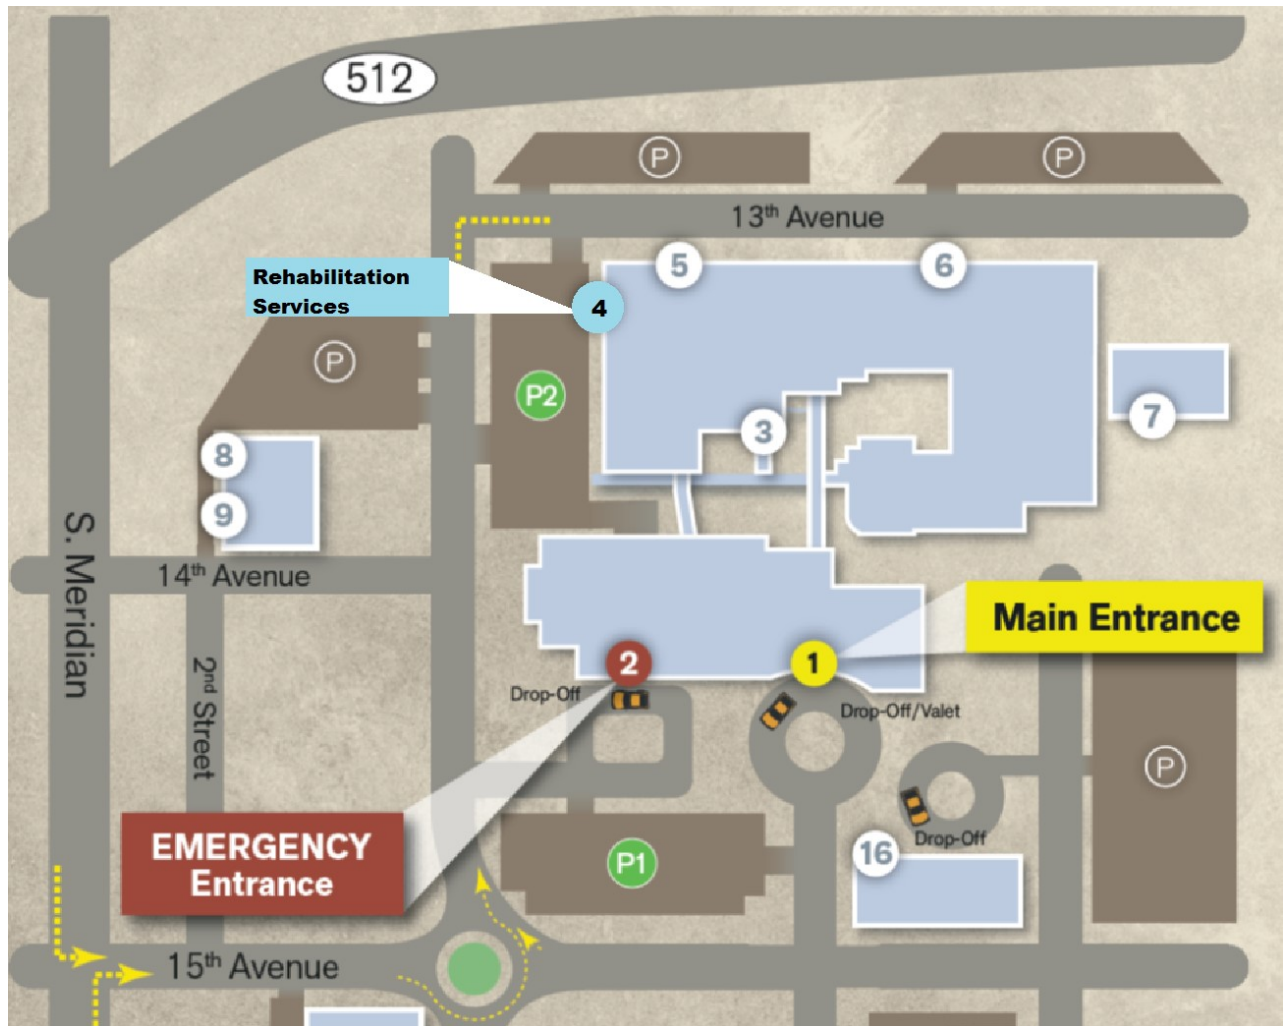 512
P
P
13th Avenue
Rehabilitation
Services
4
5
6
P
P2
3
7
8
9
S. Meridian
14th Avenue
2nd Street
Main Entrance
2
1
Drop-Off
Drop-Off/Valet
P
EMERGENCY
Entrance
P1
16
Drop-Off
15th Avenue